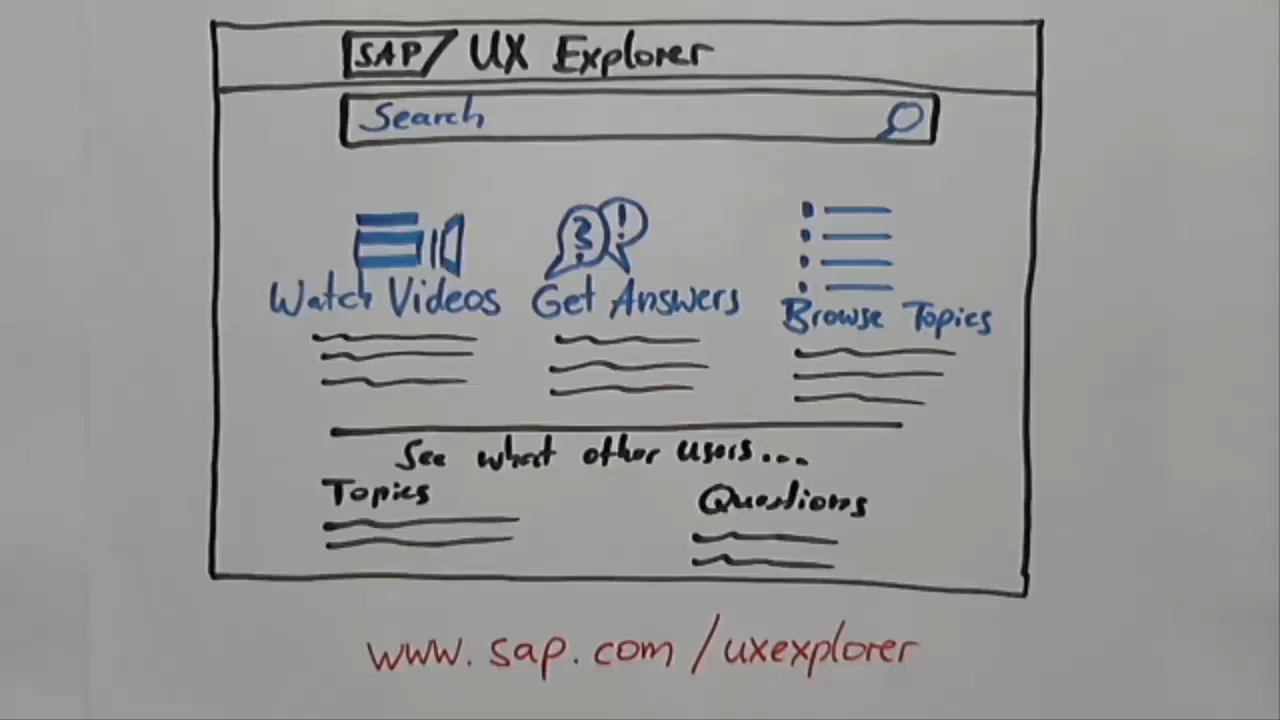 SAP UX Explorer
Search
Watch Videos
Get Answers
Browse Topics
See what other users...
Topics
Questions
www.sap.com/uxexplorer